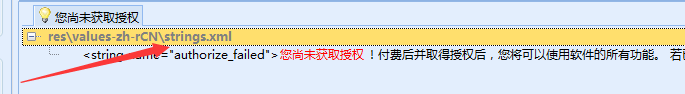 您尚未获取授权
res\values-zh-rCN\strings.xml
<string name="authorize_failed">您尚未获取授权！付费后并取得授权后，您将可以使用软件的所有功能。 若